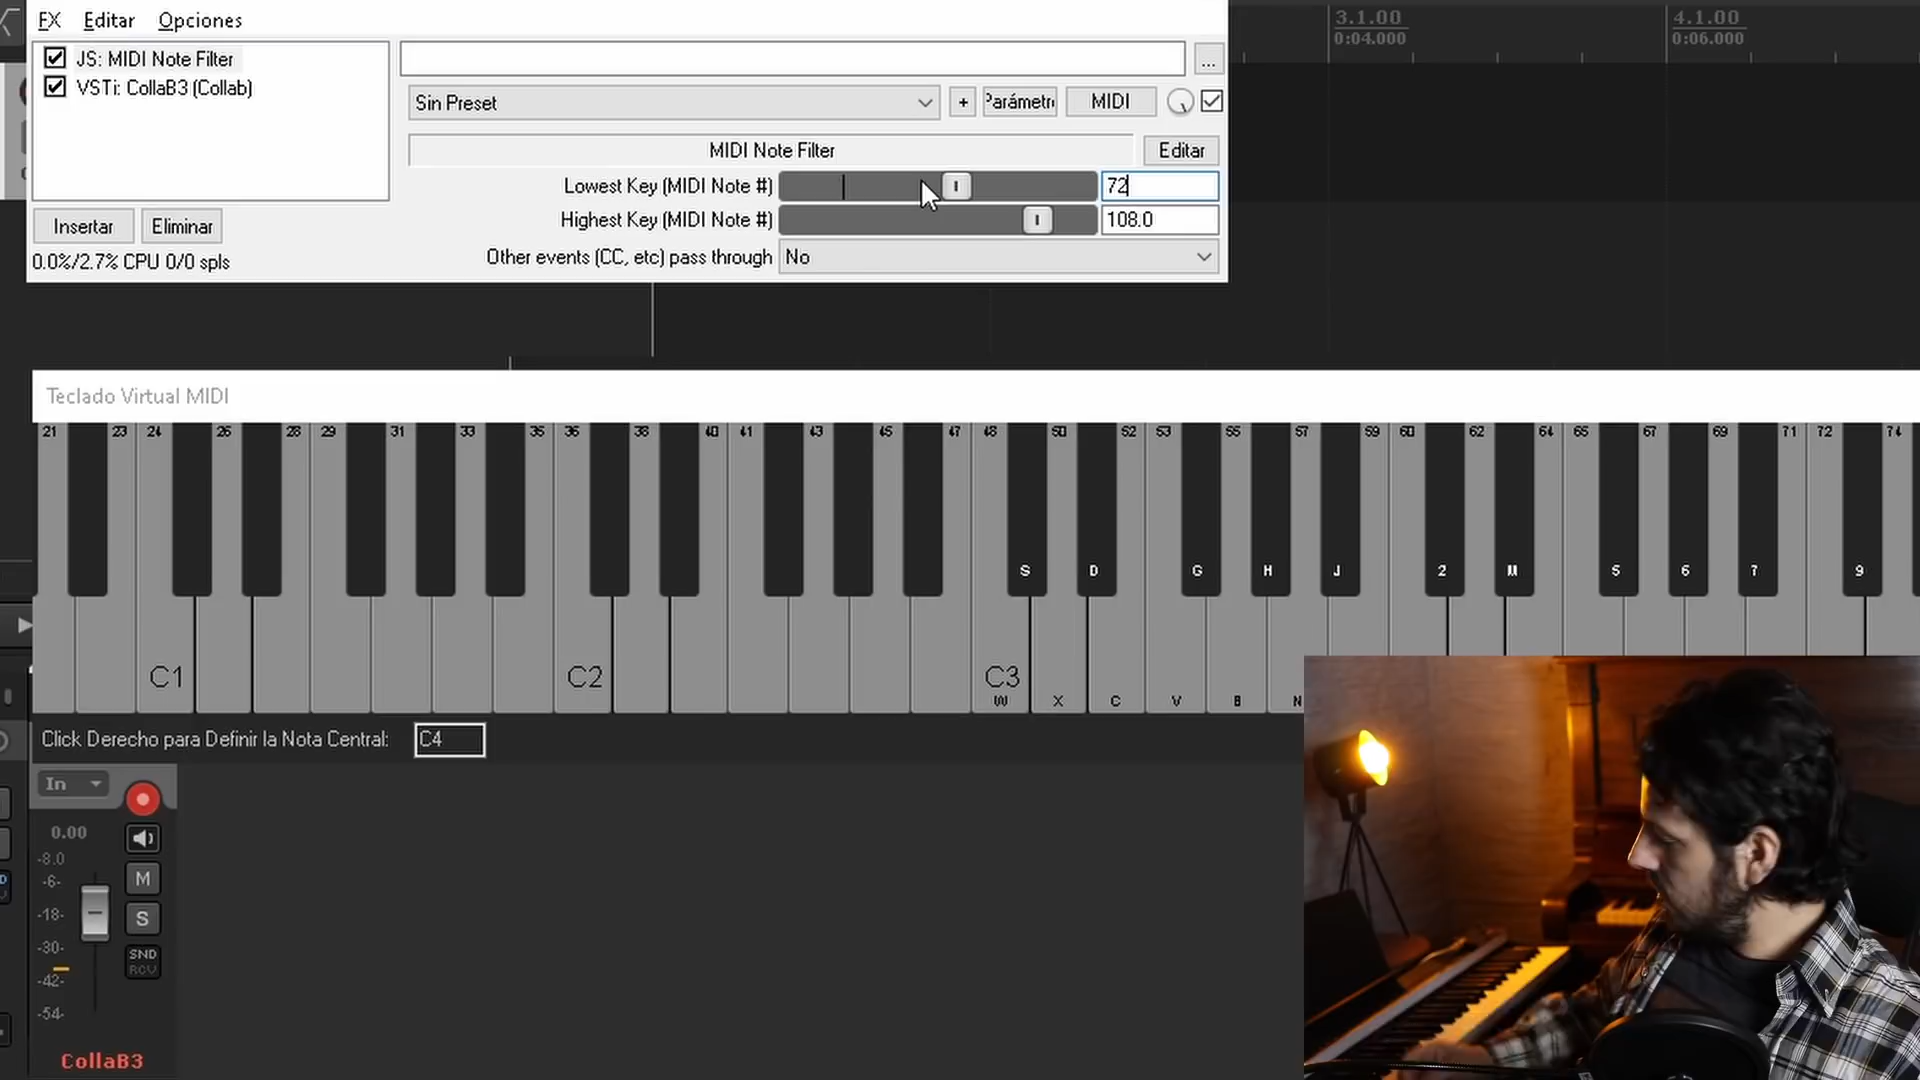 FX Editar Opciones
JS: MIDI Note Filter
VSTi: CollaB3 (Collab)
Insertar Eliminar
0.0%/2.7% CPU 0/0 spls
...
Sin Preset + Parámetr MIDI
MIDI Note Filter Editar
Lowest Key (MIDI Note #) 72
Highest Key (MIDI Note #) 108.0
Other events (CC, etc) pass through No
3.1.00 4.1.00
0:04.000 0:06.000
Teclado Virtual MIDI
21 23 24 26 28 29 31 33 35 36 38 40 41 43 45 47 48 50 52 53 55 57 59 60 62 64 65 67 69 71 72 74
S D G H J 2 M 5 6 7 9
C1 C2 C3
W X C V B N
Click Derecho para Definir la Nota Central: C4
In
0.00
-8.0
-6-
M
-18-
S
-30-
SND
RCV
-42-
-54-
CollaB3